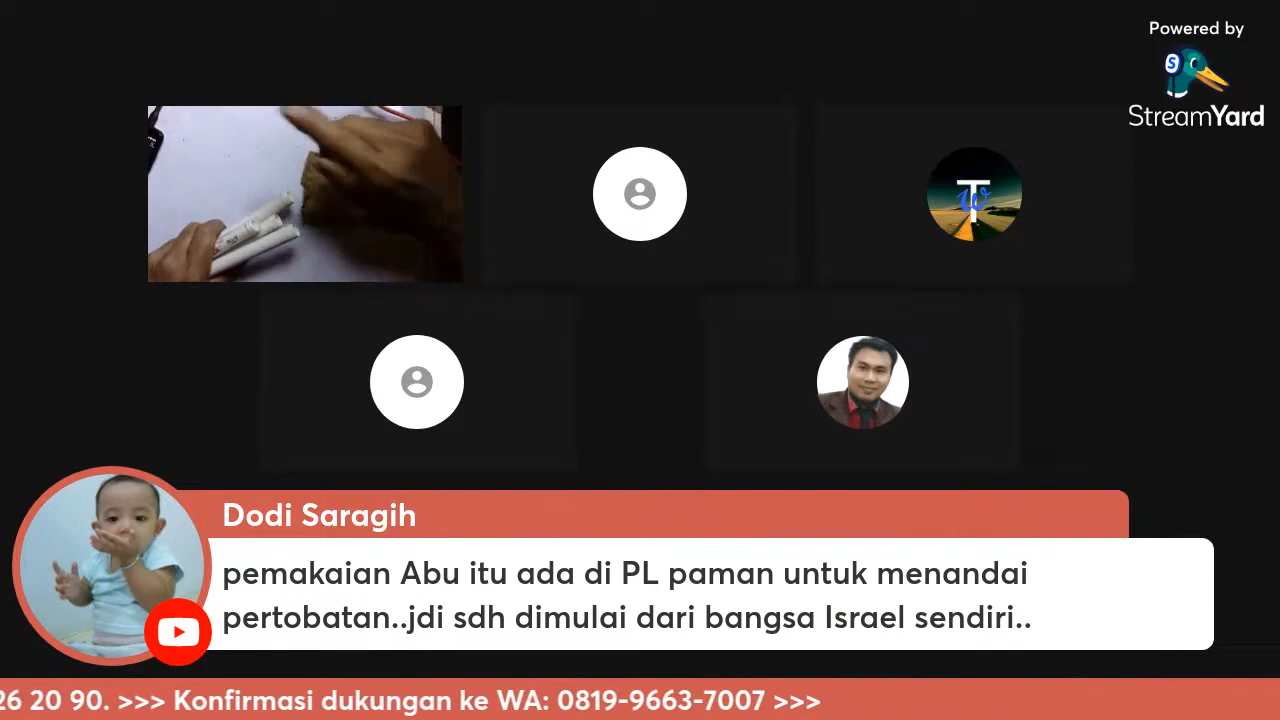 Powered by
S
StreamYard
T
w
Dodi Saragih
pemakaian Abu itu ada di PL paman untuk menandai
pertobatan..jdi sdh dimulai dari bangsa Israel sendiri..
26 20 90. >>> Konfirmasi dukungan ke WA: 0819-9663-7007 >>>